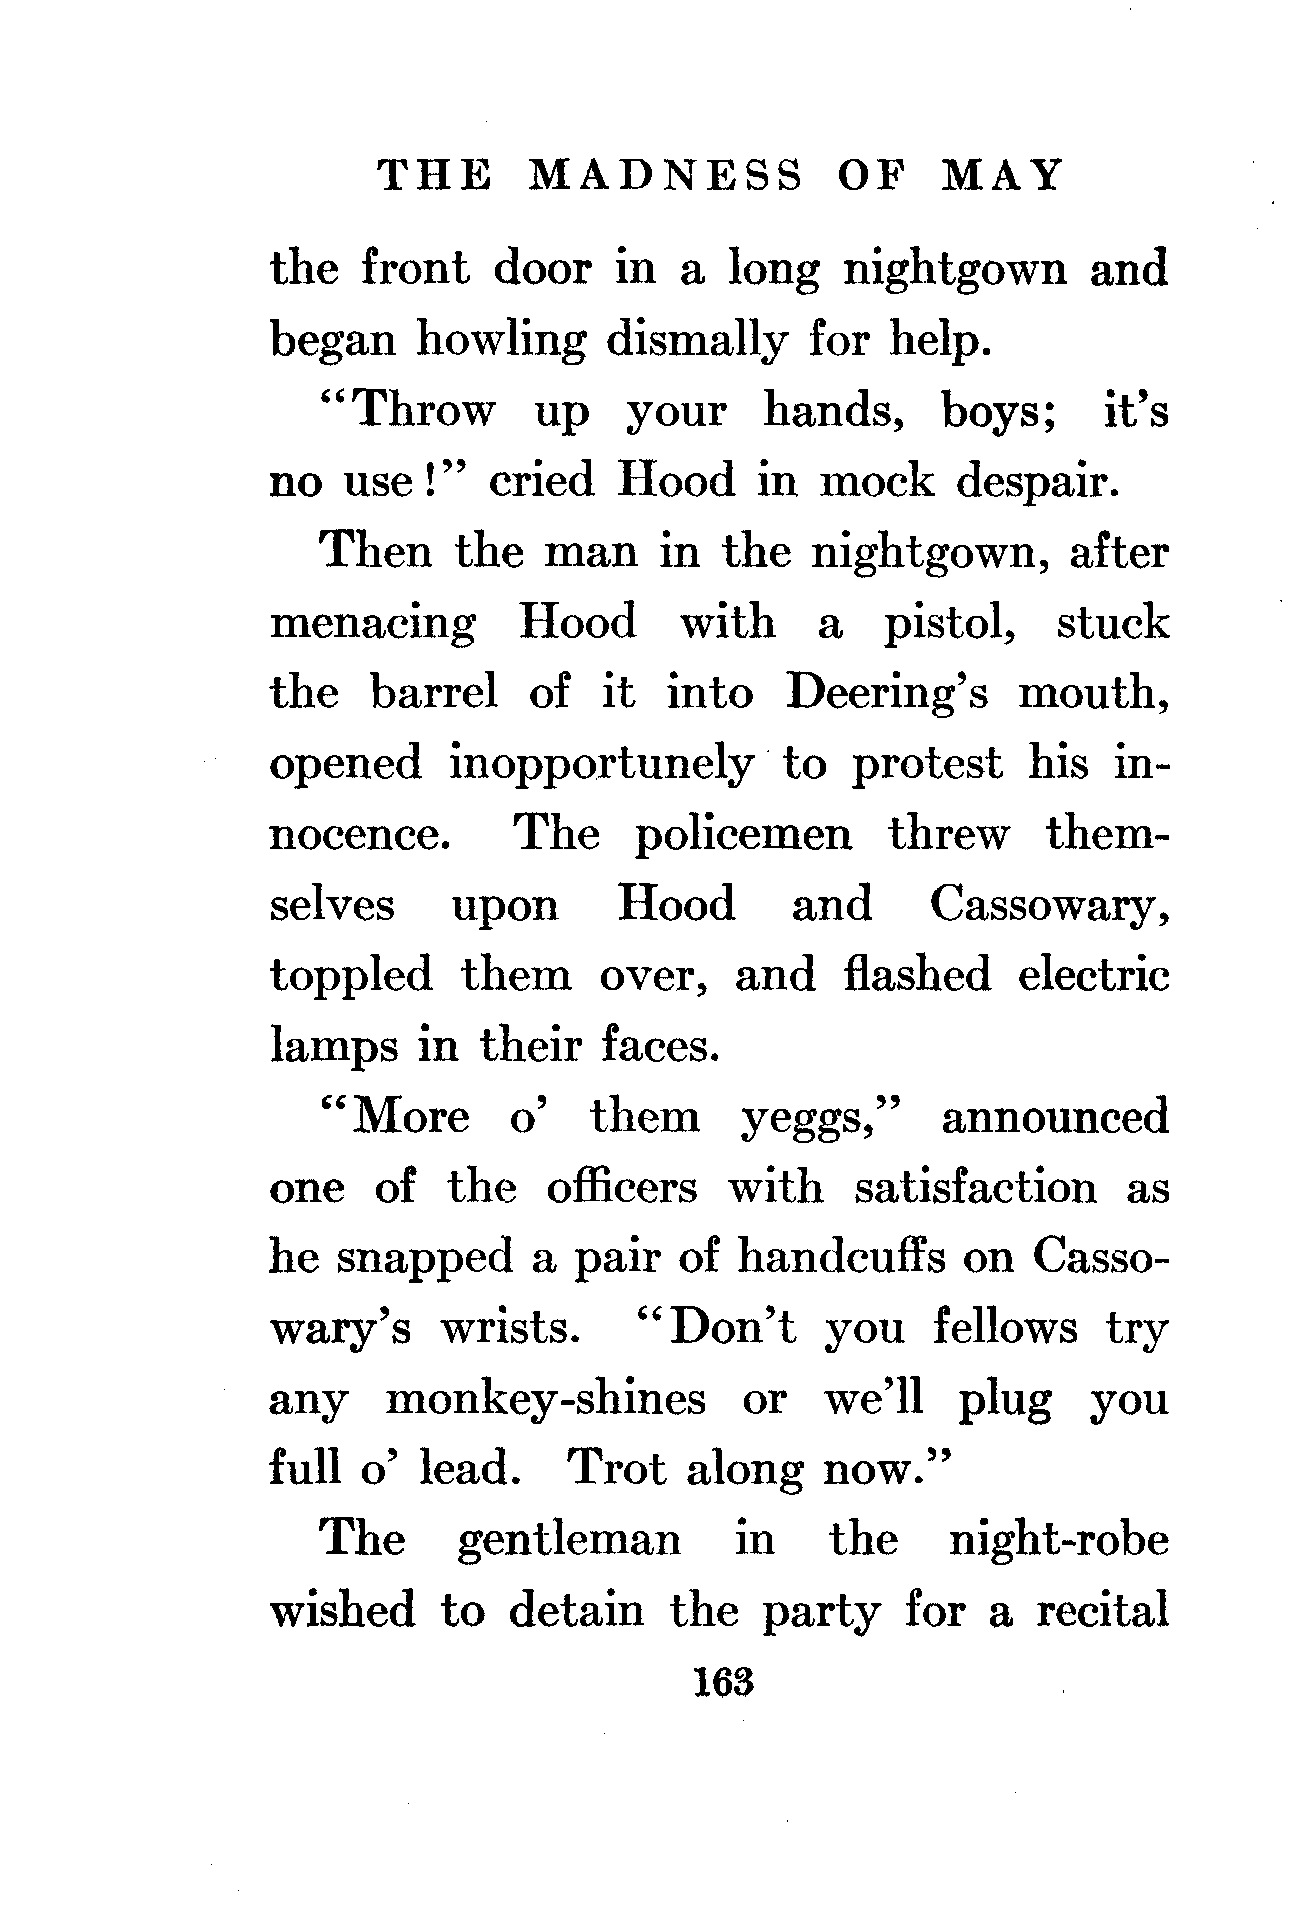 THE MADNESS OF MAY
the front door in a long nightgown and
began howling dismally for help.
“Throw up your hands, boys; it’s
no use!” cried Hood in mock despair.
Then the man in the nightgown, after
menacing Hood with a pistol, stuck
the barrel of it into Deering’s mouth,
opened inopportunely to protest his in-
nocence. The policemen threw them-
selves upon Hood and Cassowary,
toppled them over, and flashed electric
lamps in their faces.
“More o’ them yeggs,” announced
one of the officers with satisfaction as
he snapped a pair of handcuffs on Casso-
wary’s wrists. “Don’t you fellows try
any monkey-shines or we’ll plug you
full o’ lead. Trot along now.”
The gentleman in the night-robe
wished to detain the party for a recital
163